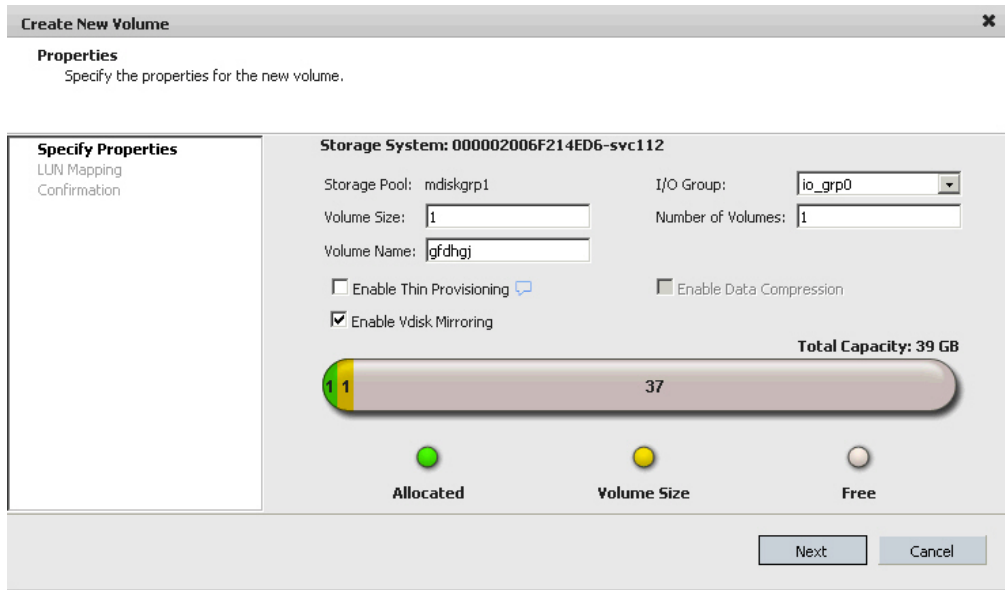 Create New Volume
Properties
Specify the properties for the new volume.
Specify Properties
LUN Mapping
Confirmation
Storage System: 000002006F214ED6-svc112
Storage Pool: mdiskgrp1
I/O Group: io_grp0
Volume Size: 1
Number of Volumes: 1
Volume Name: gfdhgj
Enable Thin Provisioning
Enable Data Compression
Enable Vdisk Mirroring
Total Capacity: 39 GB
1 1 37
Allocated Volume Size Free
Next Cancel